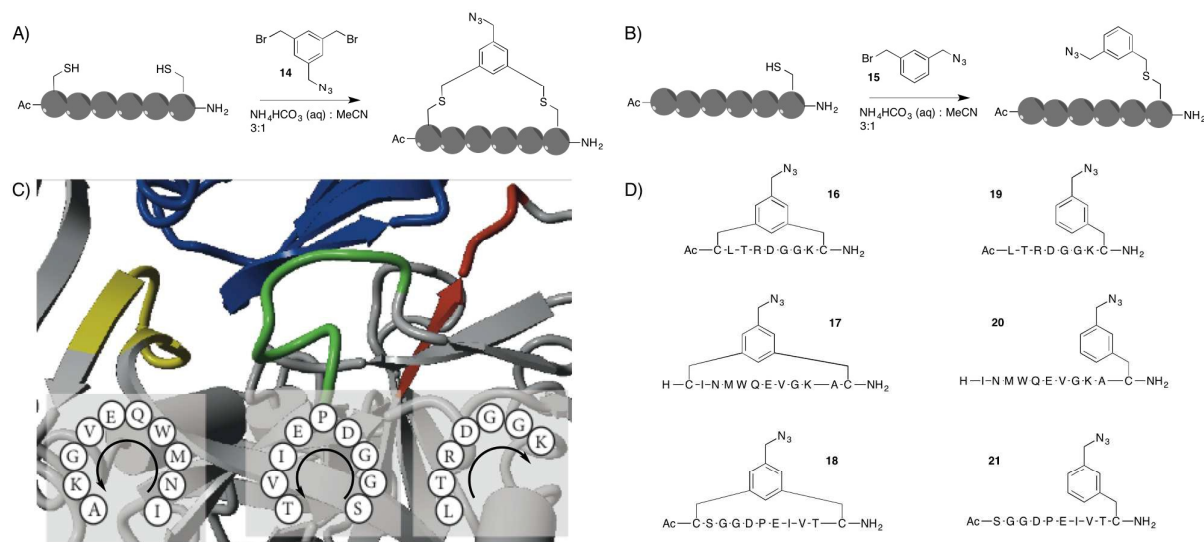 A)
SH
HS
Ac
NH2
Br
Br
14
N3
NH4HCO3 (aq) : MeCN
3:1
N3
S
S
Ac
NH2
B)
HS
Ac
NH2
Br
N3
15
NH4HCO3 (aq) : MeCN
3:1
N3
S
Ac
NH2
C)
A K G V E Q W M N I
T V I E P D G G S
L T R D G G K
D)
N3
16
Ac-C-L-T-R-D-G-G-K-C-NH2
N3
19
Ac-L-T-R-D-G-G-K-C-NH2
N3
17
H-C-I-N-M-W-Q-E-V-G-K-A-C-NH2
N3
20
H-I-N-M-W-Q-E-V-G-K-A-C-NH2
N3
18
Ac-C-S-G-G-D-P-E-I-V-T-C-NH2
N3
21
Ac-S-G-G-D-P-E-I-V-T-C-NH2